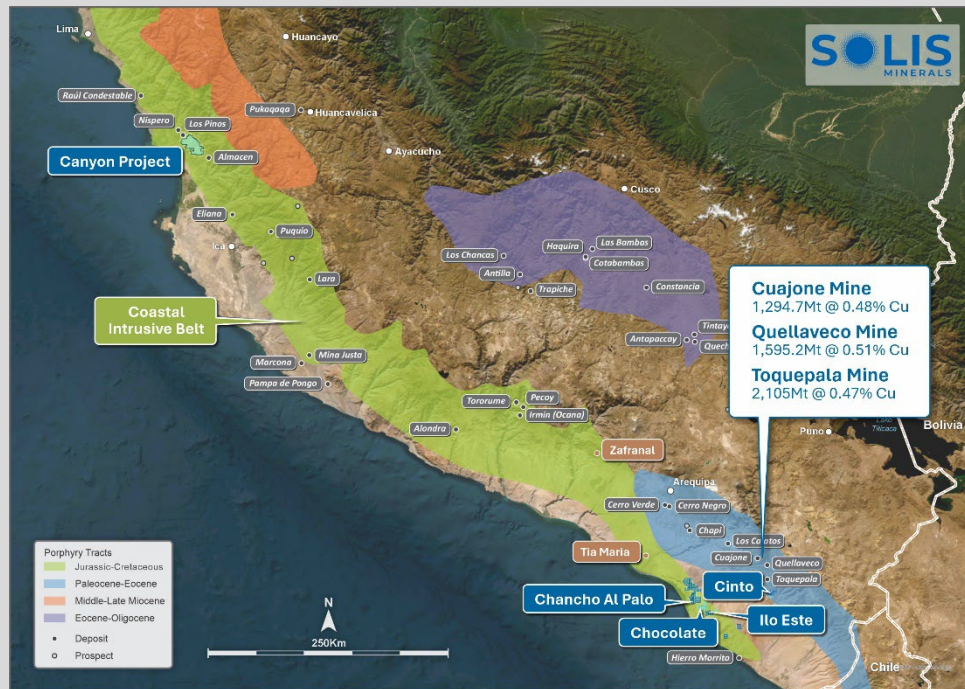 Lima
Huancayo
SOLIS
MINERALS
Raúl Condestable
Pukaqaqa
Huancavelica
Nispero
Los Pinos
Canyon Project
Almacen
Ayacucho
Cusco
Eliana
Puquio
Ica
Haquira
Las Bambas
Los Chancas
Cotabambas
Antilla
Lara
Trapiche
Constancia
Coastal
Intrusive Belt
Cuajone Mine
1,294.7Mt @ 0.48% Cu
Quellaveco Mine
1,595.2Mt @ 0.51% Cu
Toquepala Mine
2,105Mt @ 0.47% Cu
Antapaccay
Mina Justa
Marcona
Pampa de Pongo
Tororume
Pecoy
Irmin (Ocana)
Alondra
Puno
Bolivia
Zafranal
Arequipa
Cerro Verde
Cerro Negro
Chapi
Tia Maria
Cuajone
Quellaveco
Toquepala
Cinto
Chancho Al Palo
Ilo Este
Chocolate
Hierro Morrito
Chile
Porphyry Tracts
Jurassic-Cretaceous
Paleocene-Eocene
Middle-Late Miocene
Eocene-Oligocene
Deposit
Prospect
N
250Km